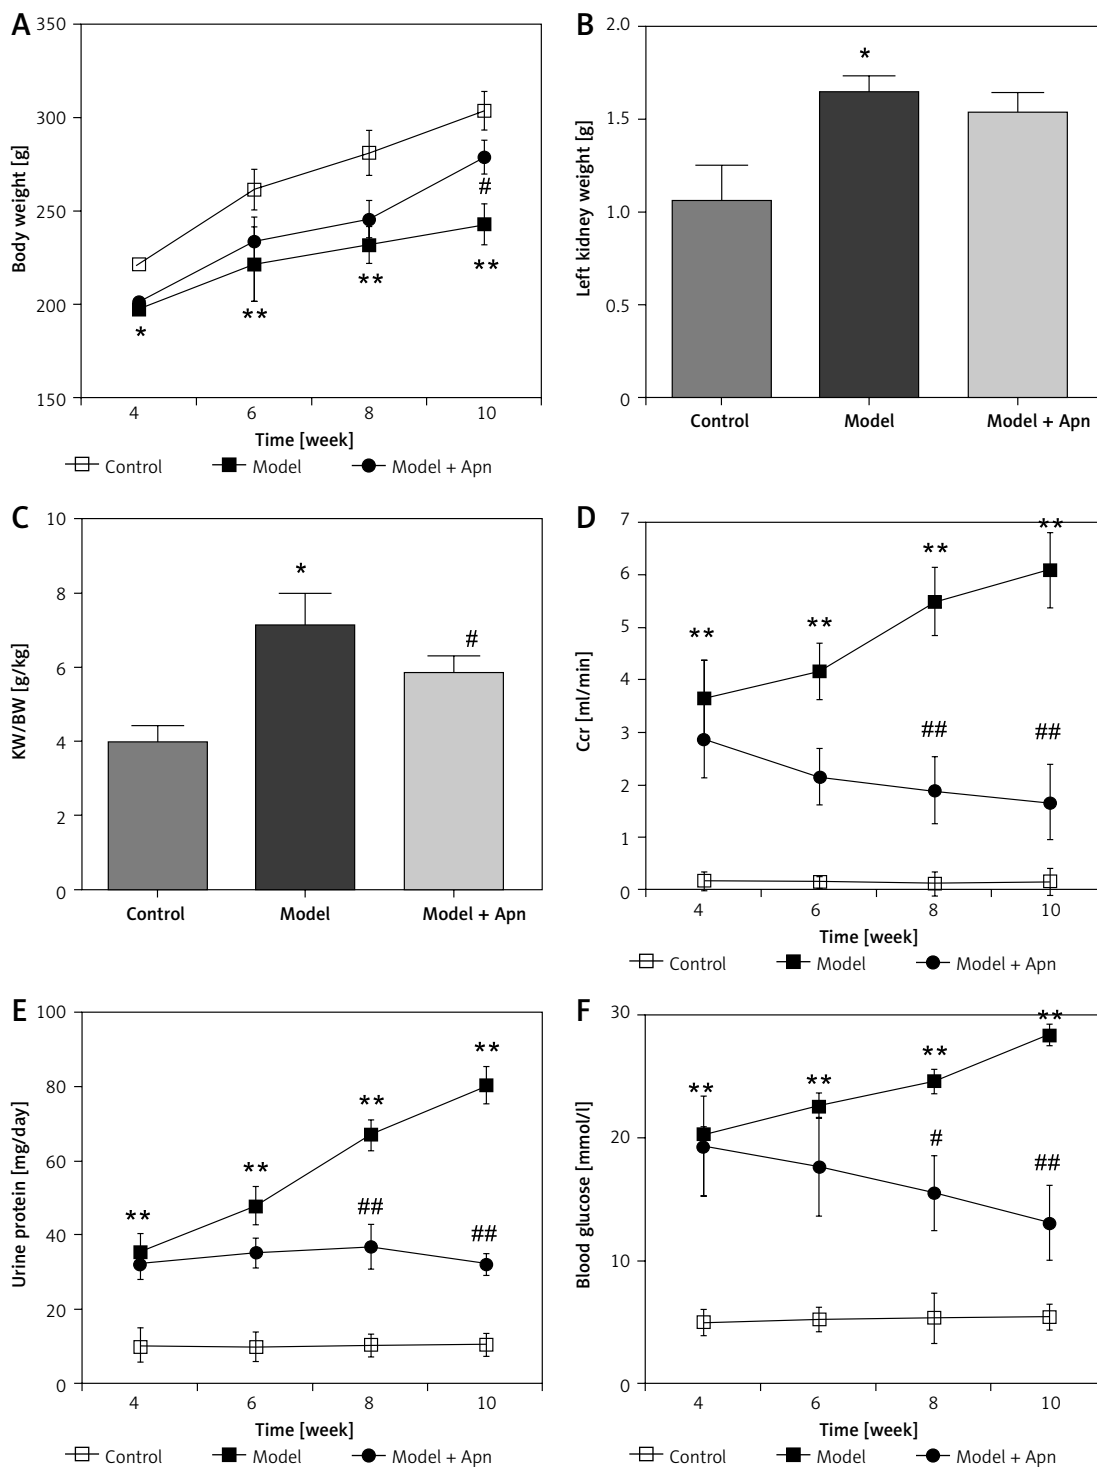 A
Body weight [g]
350
300
250
200
150
#
*
**
**
**
4 6 8 10
Time [week]
Control Model Model + Apn
B
Left kidney weight [g]
2.0
1.5
1.0
0.5
0
*
Control Model Model + Apn
C
KW/BW [g/kg]
10
8
6
4
2
0
*
#
Control Model Model + Apn
D
Ccr [ml/min]
7
6
5
4
3
2
1
0
**
**
**
**
##
##
4 6 8 10
Time [week]
Control Model Model + Apn
E
Urine protein [mg/day]
100
80
60
40
20
0
**
**
**
**
##
##
4 6 8 10
Time [week]
Control Model Model + Apn
F
Blood glucose [mmol/l]
30
20
10
0
**
**
**
**
#
##
4 6 8 10
Time [week]
Control Model Model + Apn